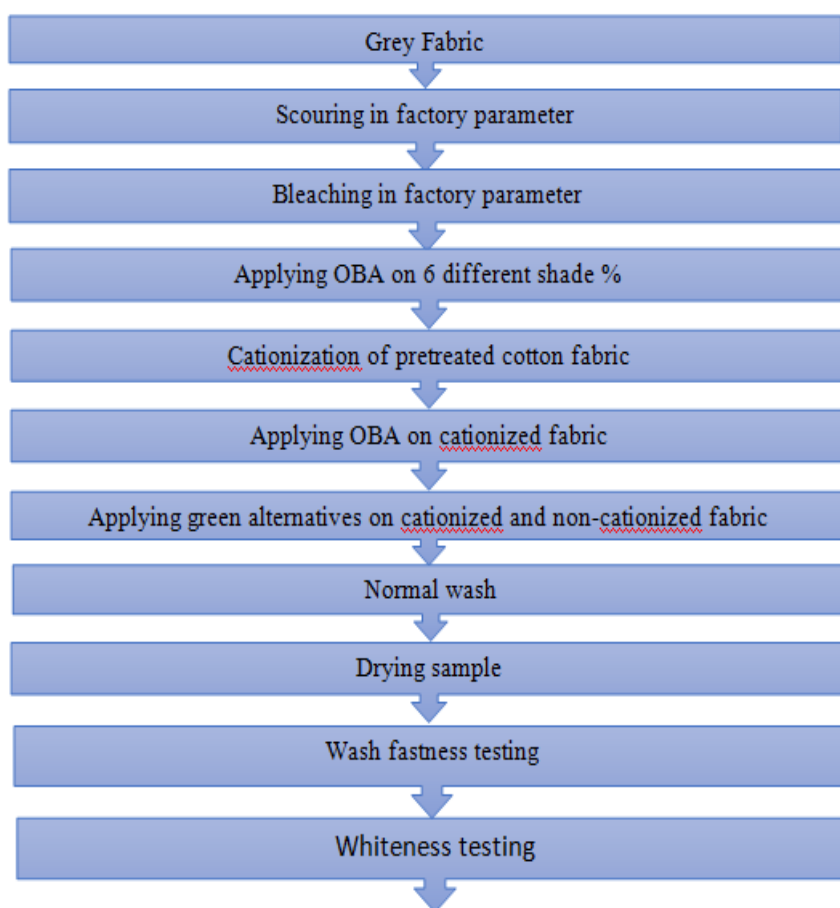 Grey Fabric
Scouring in factory parameter
Bleaching in factory parameter
Applying OBA on 6 different shade %
Cationization of pretreated cotton fabric
Applying OBA on cationized fabric
Applying green alternatives on cationized and non-cationized fabric
Normal wash
Drying sample
Wash fastness testing
Whiteness testing